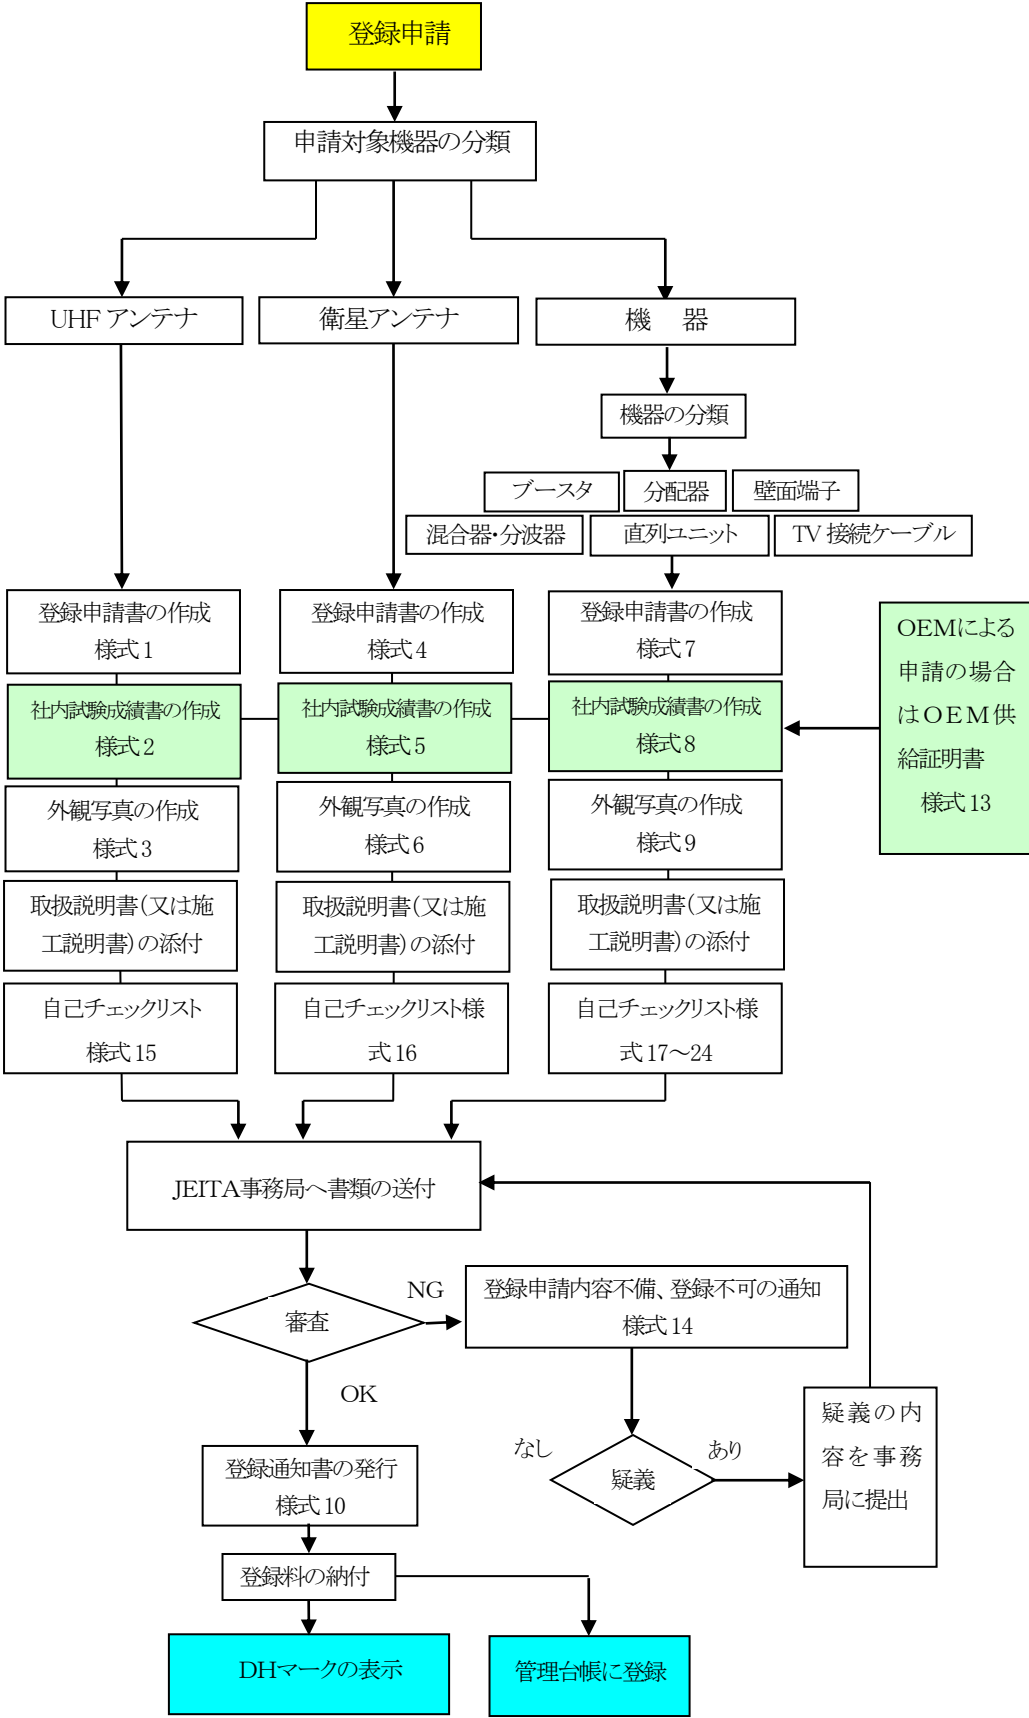 登録申請
申請対象機器の分類
UHF アンテナ
衛星アンテナ
機　器
機器の分類
ブースタ
分配器
壁面端子
混合器・分波器
直列ユニット
TV 接続ケーブル
登録申請書の作成
様式 1
社内試験成績書の作成
様式 2
外観写真の作成
様式 3
取扱説明書(又は施
工説明書)の添付
自己チェックリスト
様式 15
登録申請書の作成
様式 4
社内試験成績書の作成
様式 5
外観写真の作成
様式 6
取扱説明書(又は施
工説明書)の添付
自己チェックリスト様
式 16
登録申請書の作成
様式 7
社内試験成績書の作成
様式 8
外観写真の作成
様式 9
取扱説明書(又は施
工説明書)の添付
自己チェックリスト様
式 17～24
OEMによる
申請の場合
はOEM供
給証明書
様式 13
JEITA事務局へ書類の送付
審査
NG
登録申請内容不備、登録不可の通知
様式 14
OK
なし
疑義
あり
疑義の内
容を事務
局に提出
登録通知書の発行
様式 10
登録料の納付
DHマークの表示
管理台帳に登録